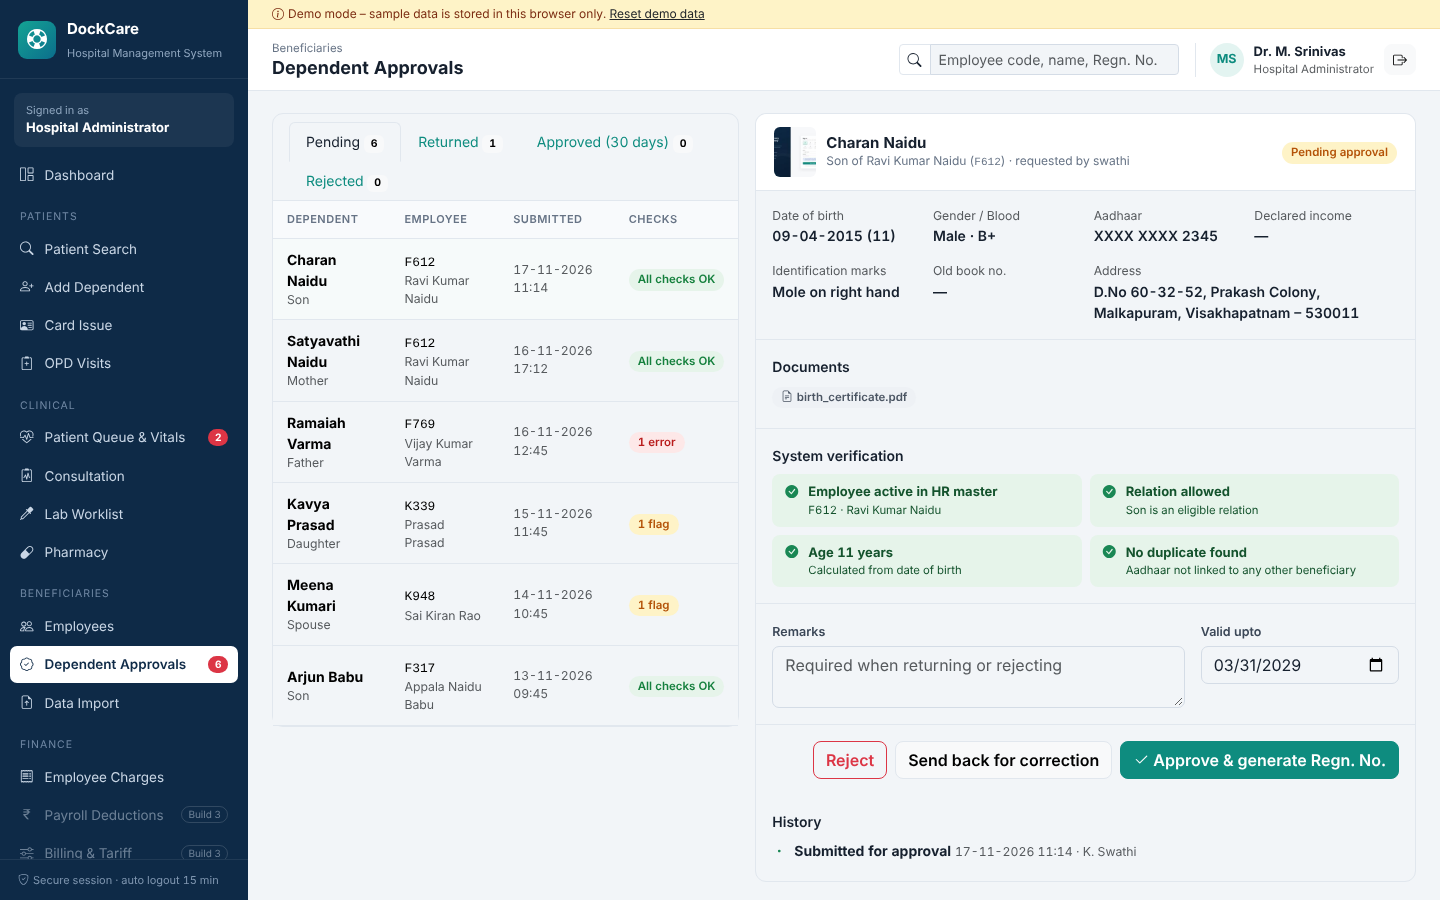 DockCare
Hospital Management System
Signed in as
Hospital Administrator
Dashboard
PATIENTS
Patient Search
Add Dependent
Card Issue
OPD Visits
CLINICAL
Patient Queue & Vitals 2
Consultation
Lab Worklist
Pharmacy
BENEFICIARIES
Employees
Dependent Approvals 6
Data Import
FINANCE
Employee Charges
₹ Payroll Deductions Build 3
Billing & Tariff Build 3
Secure session · auto logout 15 min
Demo mode – sample data is stored in this browser only. Reset demo data
Beneficiaries
Dependent Approvals
Employee code, name, Regn. No.
MS
Dr. M. Srinivas
Hospital Administrator
Pending 6 Returned 1 Approved (30 days) 0
Rejected 0
DEPENDENT EMPLOYEE SUBMITTED CHECKS
Charan Naidu
Son
F612
Ravi Kumar
Naidu
17-11-2026
11:14
All checks OK
Satyavathi
Naidu
Mother
F612
Ravi Kumar
Naidu
16-11-2026
17:12
All checks OK
Ramaiah
Varma
Father
F769
Vijay Kumar
Varma
16-11-2026
12:45
1 error
Kavya
Prasad
Daughter
K339
Prasad
Prasad
15-11-2026
11:45
1 flag
Meena
Kumari
Spouse
K948
Sai Kiran Rao
14-11-2026
10:45
1 flag
Arjun Babu
Son
F317
Appala Naidu
Babu
13-11-2026
09:45
All checks OK
Charan Naidu
Son of Ravi Kumar Naidu (F612) · requested by swathi
Pending approval
Date of birth
09-04-2015 (11)
Gender / Blood
Male · B+
Aadhaar
XXXX XXXX 2345
Declared income
—
Identification marks
Mole on right hand
Old book no.
—
Address
D.No 60-32-52, Prakash Colony,
Malkapuram, Visakhapatnam – 530011
Documents
birth_certificate.pdf
System verification
Employee active in HR master
F612 · Ravi Kumar Naidu
Relation allowed
Son is an eligible relation
Age 11 years
Calculated from date of birth
No duplicate found
Aadhaar not linked to any other beneficiary
Remarks
Required when returning or rejecting
Valid upto
03/31/2029
Reject
Send back for correction
Approve & generate Regn. No.
History
· Submitted for approval 17-11-2026 11:14 · K. Swathi